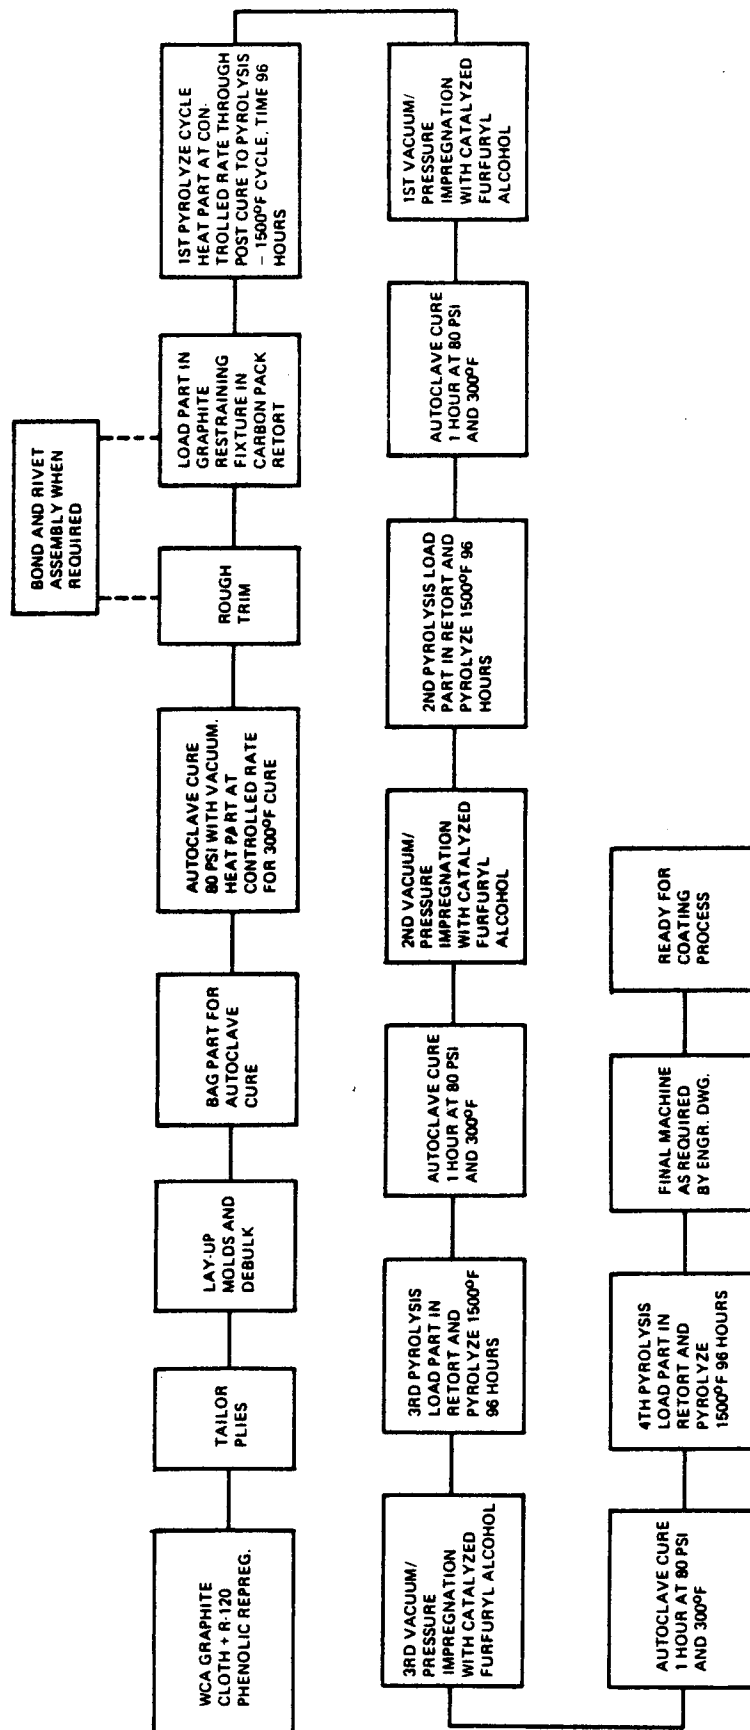 WCA GRAPHITE
CLOTH + R-120
PHENOLIC REPREG.
TAILOR
PLIES
LAY-UP
MOLDS AND
DEBULK
BAG PART FOR
AUTOCLAVE
CURE
AUTOCLAVE CURE
80 PSI WITH VACUUM.
HEAT PART AT
CONTROLLED RATE
FOR 300ºF CURE
ROUGH
TRIM
BOND AND RIVET
ASSEMBLY WHEN
REQUIRED
LOAD PART IN
GRAPHITE
RESTRAINING
FIXTURE IN
CARBON PACK
RETORT
1ST PYROLYZE CYCLE
HEAT PART AT CON-
TROLLED RATE THROUGH
POST CURE TO PYROLYSIS
– 1500ºF CYCLE, TIME 96
HOURS
1ST VACUUM/
PRESSURE
IMPREGNATION
WITH CATALYZED
FURFURYL
ALCOHOL
AUTOCLAVE CURE
1 HOUR AT 80 PSI
AND 300ºF
2ND PYROLYSIS LOAD
PART IN RETORT AND
PYROLYZE 1500ºF 96
HOURS
2ND VACUUM/
PRESSURE
IMPREGNATION
WITH CATALYZED
FURFURYL
ALCOHOL
AUTOCLAVE CURE
1 HOUR AT 80 PSI
AND 300ºF
3RD PYROLYSIS
LOAD PART IN
RETORT AND
PYROLYZE 1500ºF
96 HOURS
3RD VACUUM/
PRESSURE
IMPREGNATION
WITH CATALYZED
FURFURYL ALCOHOL
AUTOCLAVE CURE
1 HOUR AT 80 PSI
AND 300ºF
4TH PYROLYSIS
LOAD PART IN
RETORT AND
PYROLYZE
1500ºF 96 HOURS
FINAL MACHINE
AS REQUIRED
BY ENGR. DWG.
READY FOR
COATING
PROCESS